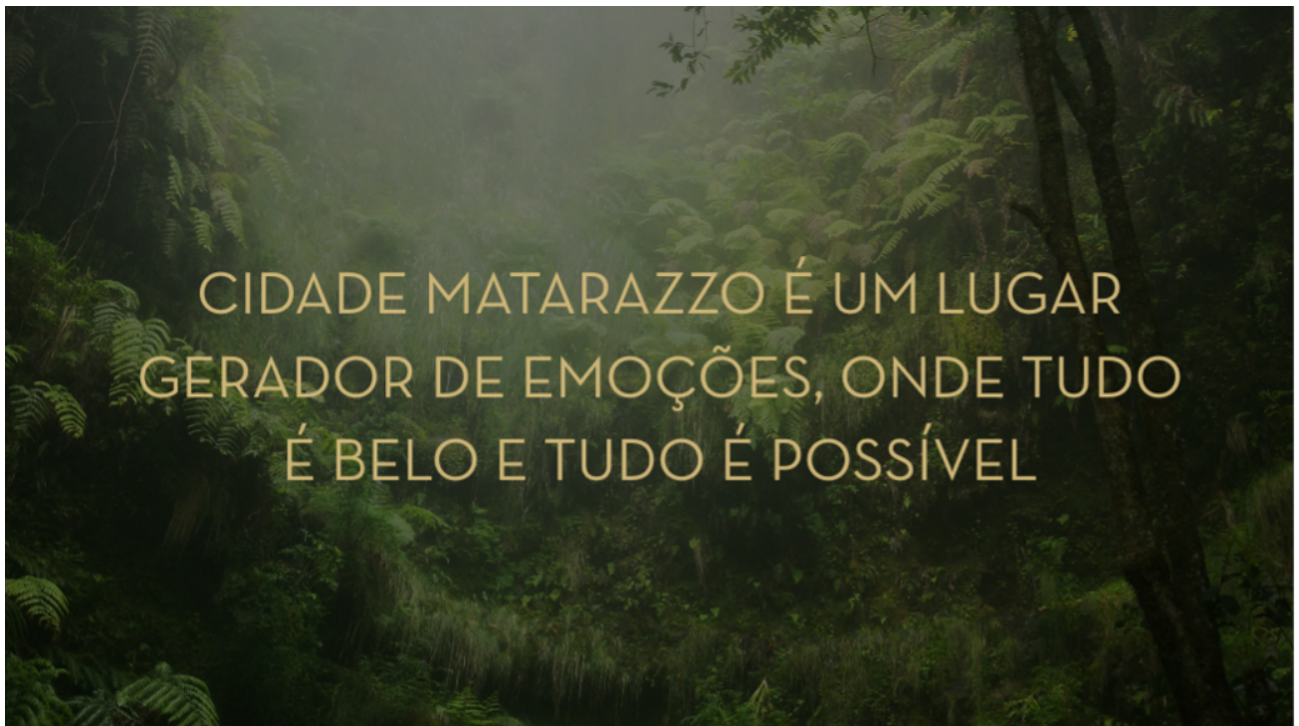 CIDADE MATARAZZO É UM LUGAR
GERADOR DE EMOÇÕES, ONDE TUDO
É BELO E TUDO É POSSÍVEL